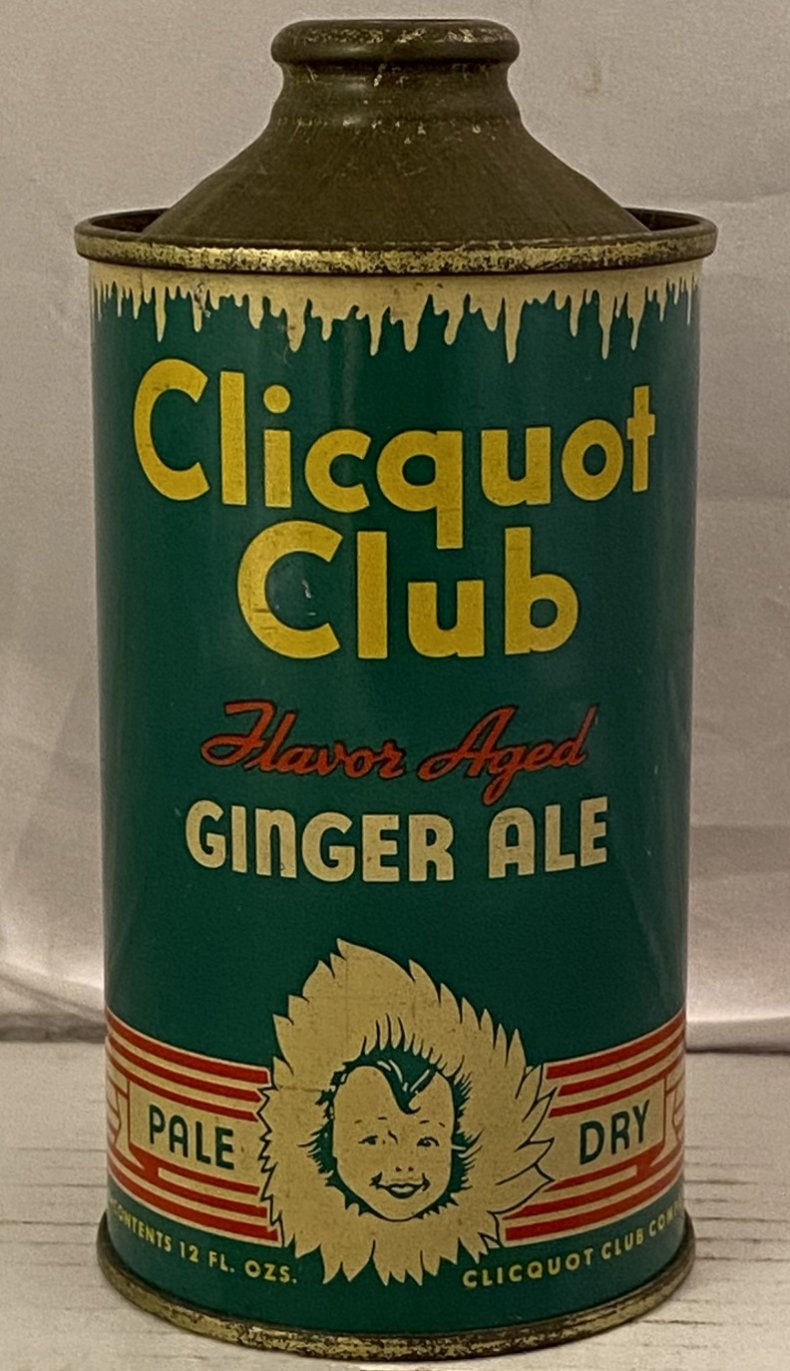 Clicquot
Club
Flavor Aged
GINGER ALE
PALE DRY
CONTENTS 12 FL. OZS.
CLICQUOT CLUB